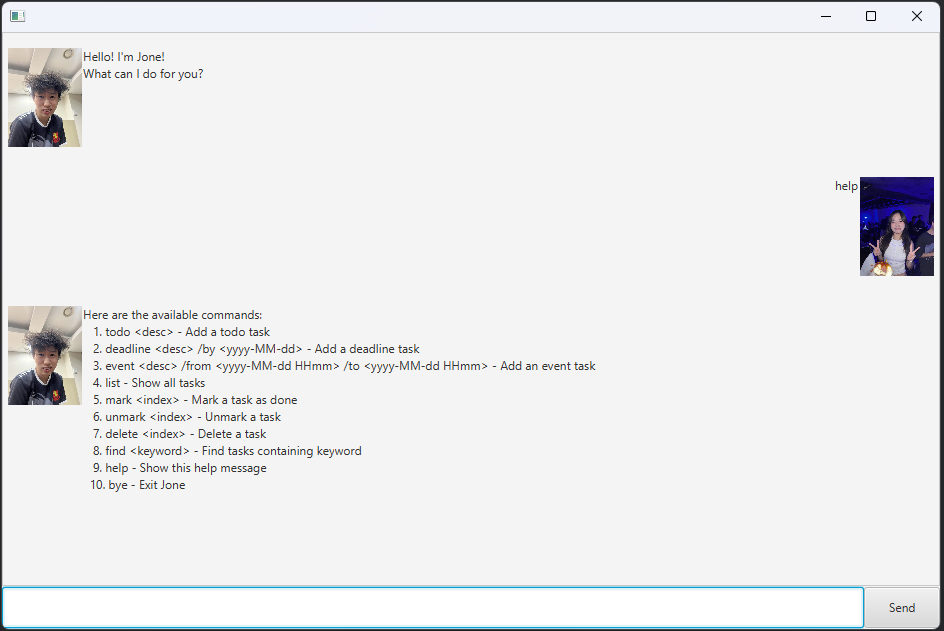 Hello! I'm Jone!
What can I do for you?
help
Here are the available commands:
1. todo <desc> - Add a todo task
2. deadline <desc> /by <yyyy-MM-dd> - Add a deadline task
3. event <desc> /from <yyyy-MM-dd HHmm> /to <yyyy-MM-dd HHmm> - Add an event task
4. list - Show all tasks
5. mark <index> - Mark a task as done
6. unmark <index> - Unmark a task
7. delete <index> - Delete a task
8. find <keyword> - Find tasks containing keyword
9. help - Show this help message
10. bye - Exit Jone
Send